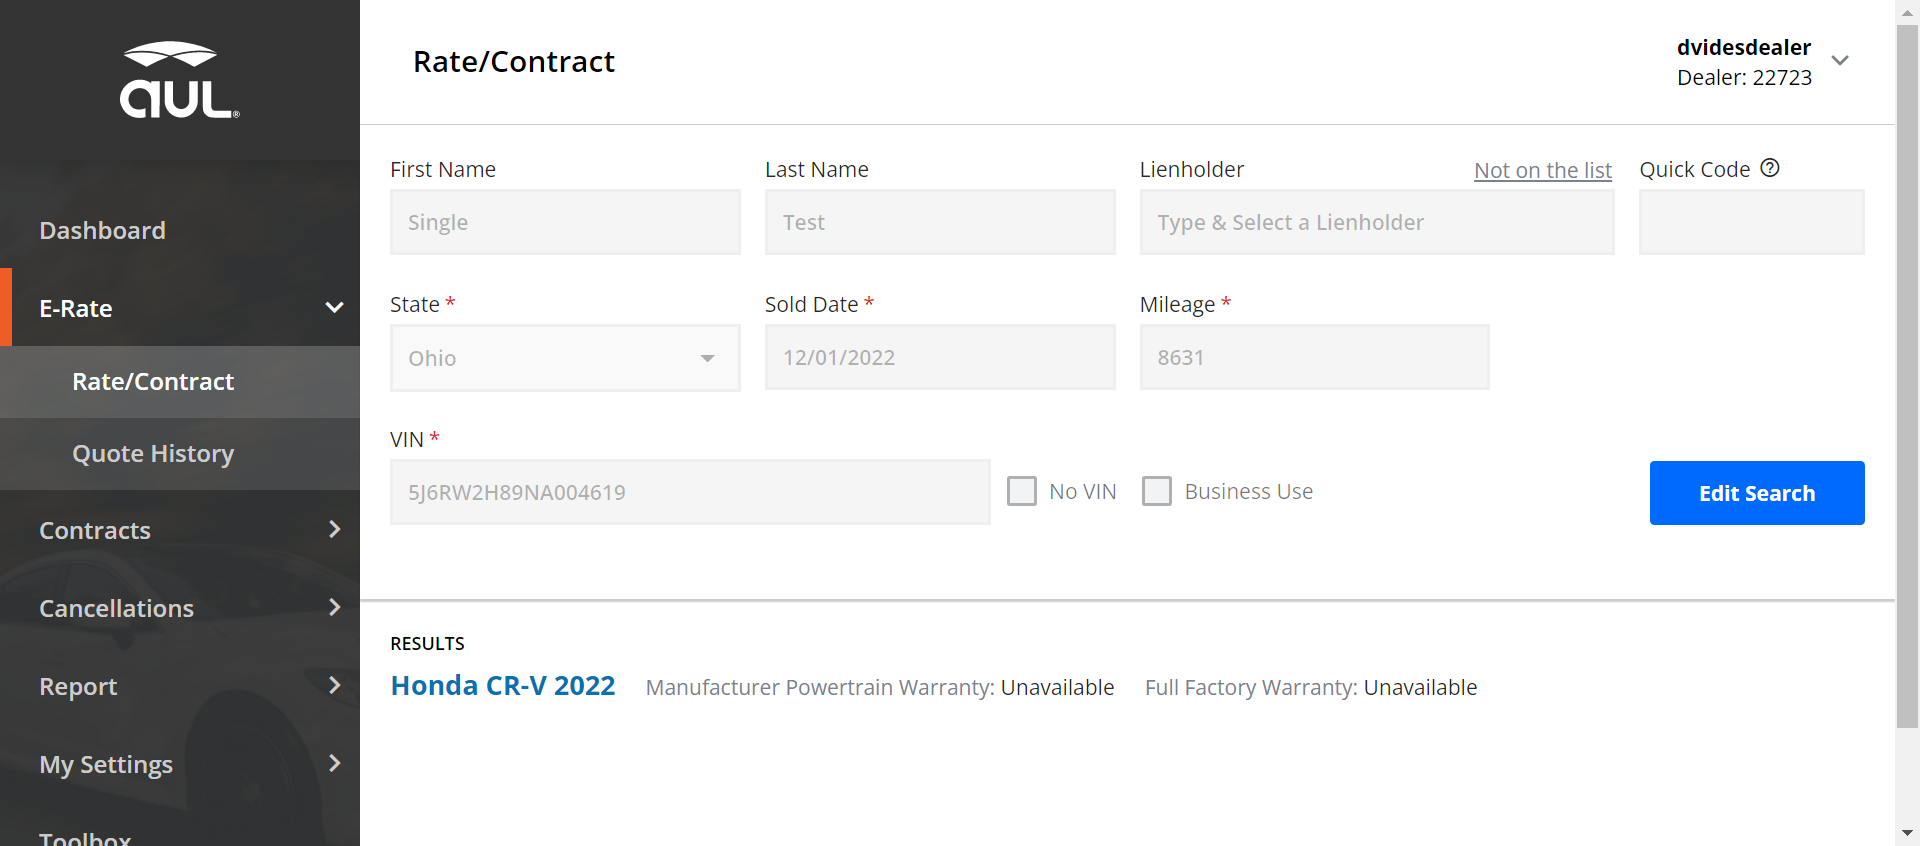 aul®
Rate/Contract
dvidesdealer
Dealer: 22723
Dashboard
E-Rate
Rate/Contract
Quote History
Contracts
Cancellations
Report
My Settings
Toolbox
First Name
Last Name
Lienholder
Not on the list
Quick Code
Single
Test
Type & Select a Lienholder
State *
Sold Date *
Mileage *
Ohio
12/01/2022
8631
VIN *
5J6RW2H89NA004619
No VIN
Business Use
Edit Search
RESULTS
Honda CR-V 2022 Manufacturer Powertrain Warranty: Unavailable Full Factory Warranty: Unavailable